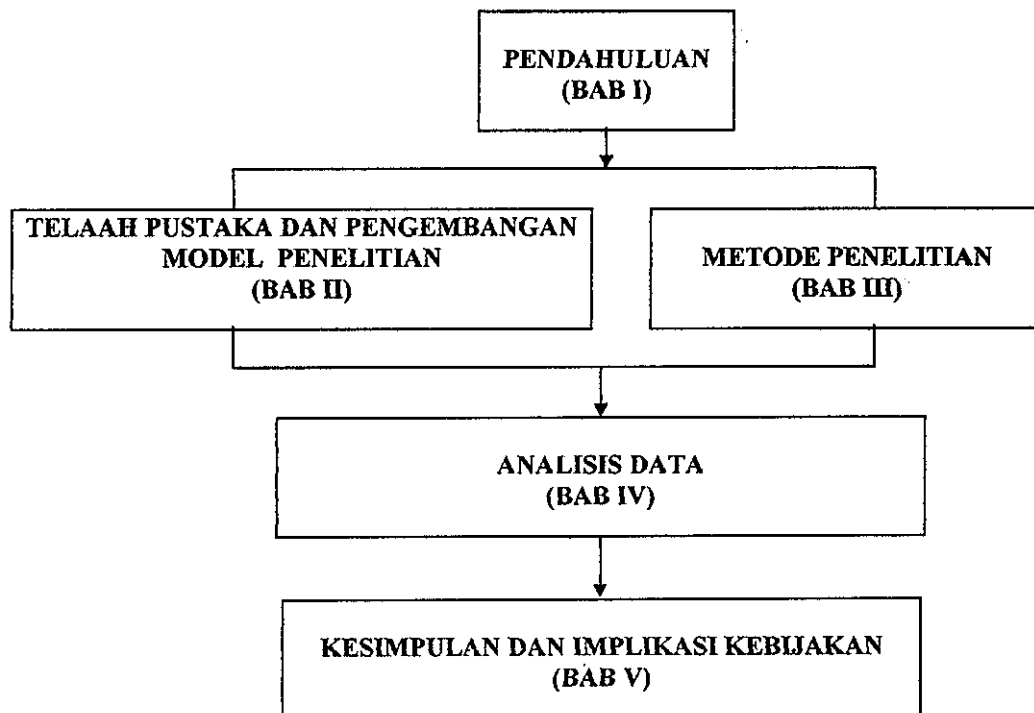 PENDAHULUAN
(BAB I)
TELAAH PUSTAKA DAN PENGEMBANGAN
MODEL PENELITIAN
(BAB II)
METODE PENELITIAN
(BAB III)
ANALISIS DATA
(BAB IV)
KESIMPULAN DAN IMPLIKASI KEBIJAKAN
(BAB V)